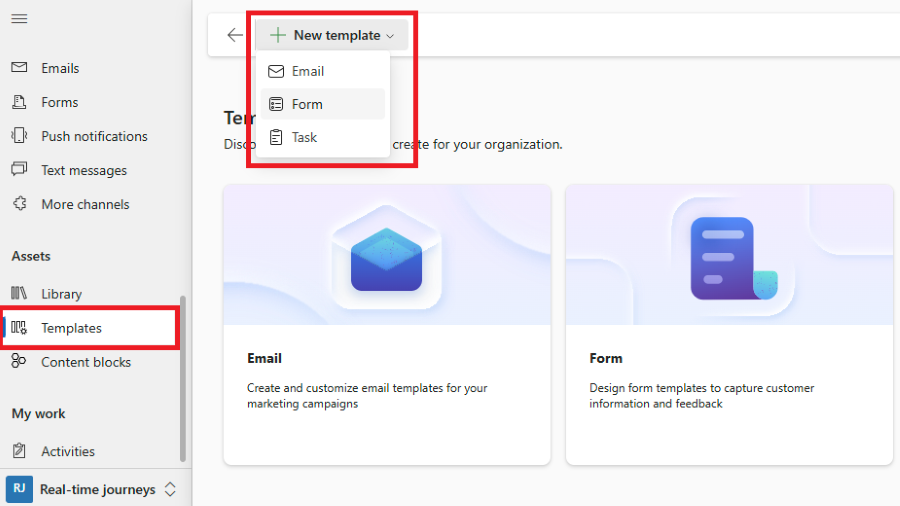 Emails
Forms
Push notifications
Text messages
More channels
Assets
Library
Templates
Content blocks
My work
Activities
RJ Real-time journeys
New template
Email
Form
Task
create for your organization.
Email
Create and customize email templates for your
marketing campaigns
Form
Design form templates to capture customer
information and feedback